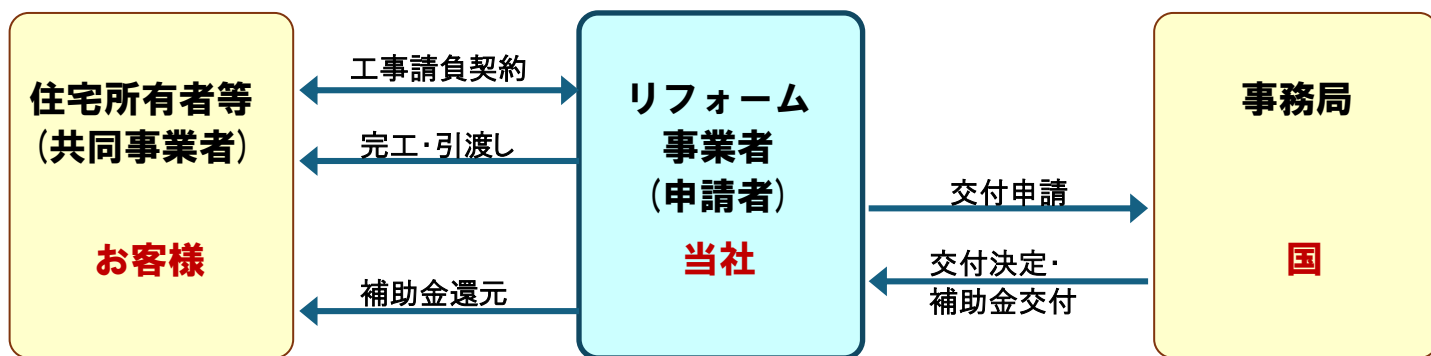 住宅所有者等
(共同事業者)
お客様
工事請負契約
完工・引渡し
補助金還元
リフォーム
事業者
(申請者)
当社
交付申請
交付決定・
補助金交付
事務局
国